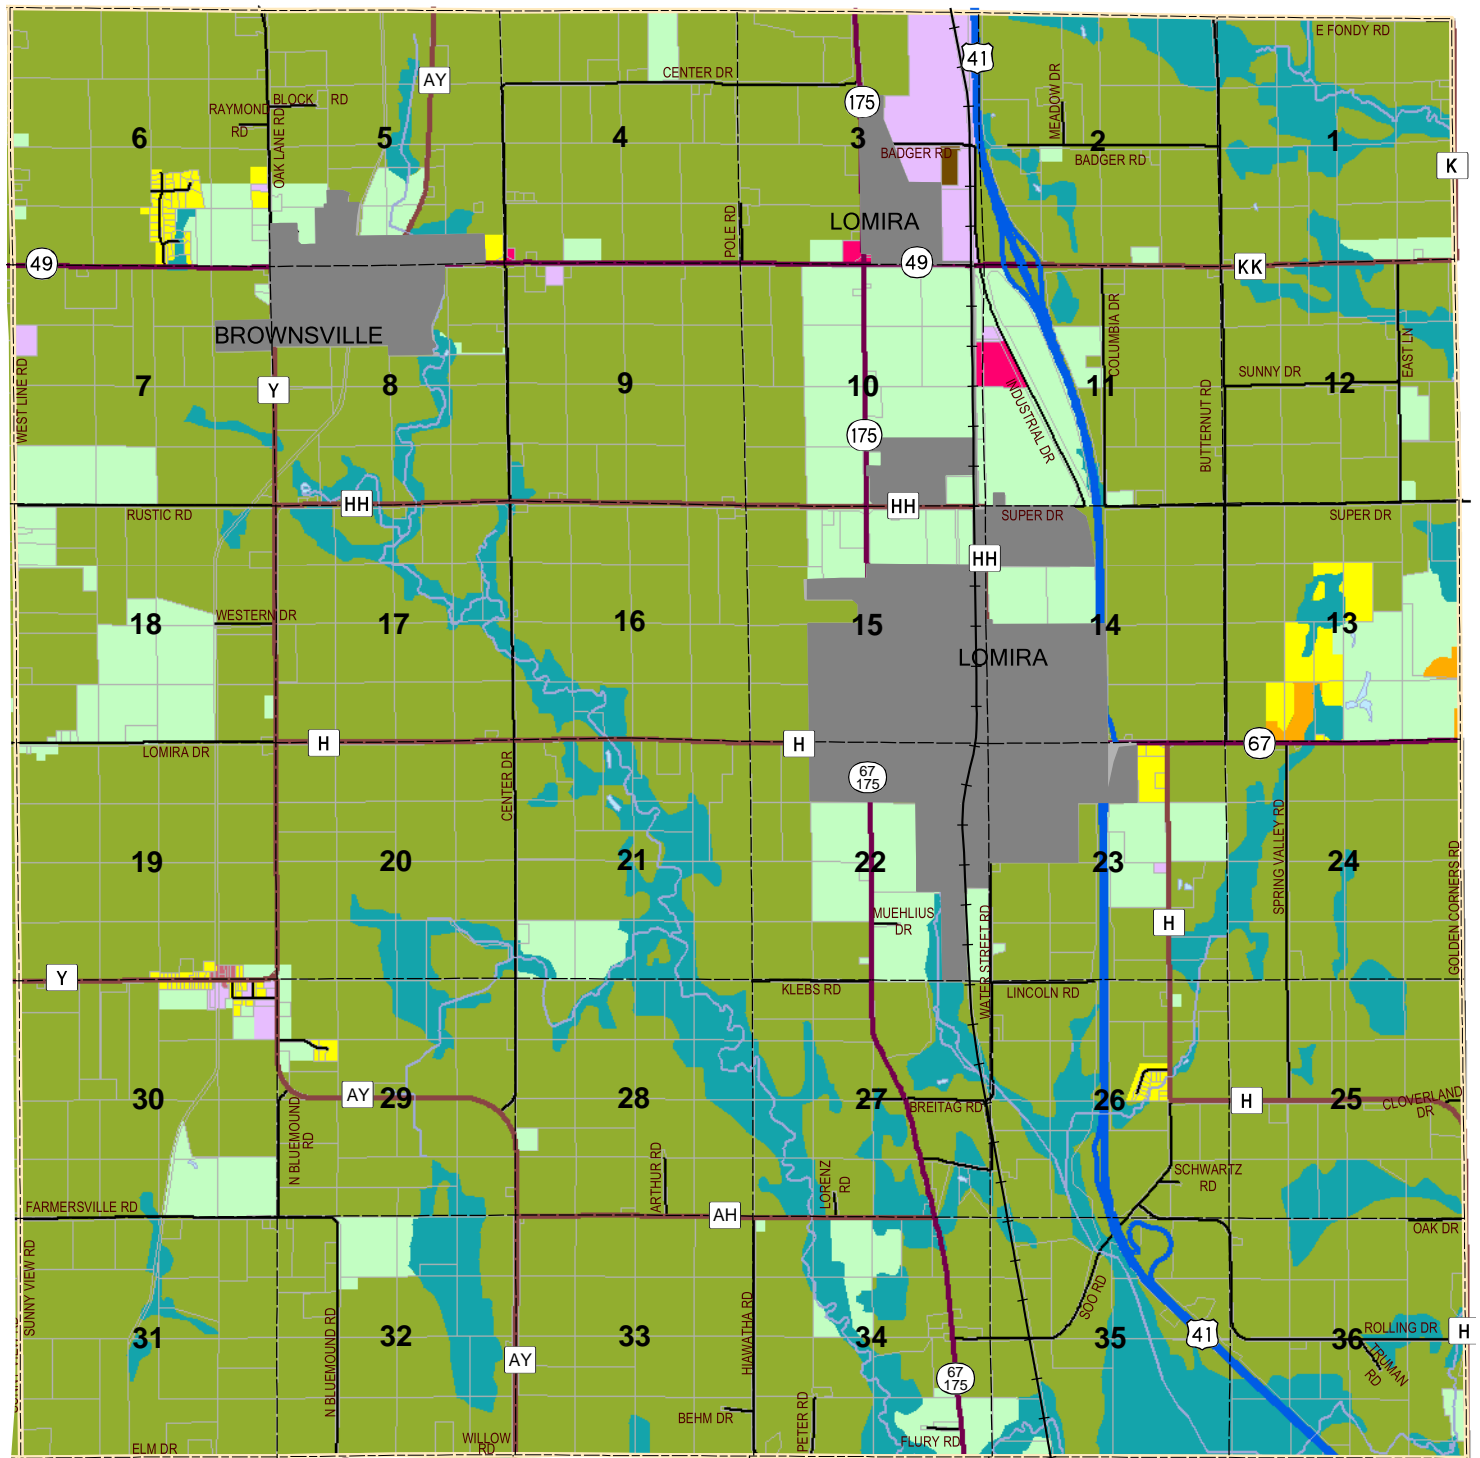 E FONDY RD
41
CENTER DR
AY
BLOCK RD
RAYMOND
RD
175
MEADOW DR
6
5
4
3
2
1
OAK LANE RD
BADGER RD
BADGER RD
K
POLE RD
LOMIRA
49
49
KK
BROWNSVILLE
COLUMBIA DR
EAST LN
WEST LINE RD
7
Y
8
9
10
11
SUNNY DR
12
INDUSTRIAL DR
BUTTERNUT RD
175
RUSTIC RD
HH
HH
SUPER DR
SUPER DR
HH
WESTERN DR
18
17
16
15
14
13
LOMIRA
LOMIRA DR
H
H
67
CENTER DR
67
175
SPRING VALLEY RD
GOLDEN CORNERS RD
19
20
21
22
23
24
MUEHLIUS
DR
WATER STREET RD
H
Y
KLEBS RD
LINCOLN RD
30
AY
29
28
27
BREITAG RD
26
H
25
CLOVERLAND
DR
N BLUEMOUND
RD
ARTHUR RD
LORENZ
RD
SCHWARTZ
RD
FARMERSVILLE RD
AH
OAK DR
SUNNY VIEW RD
SOO RD
HIAWATHA RD
N BLUEMOUND RD
31
32
33
34
35
41
36
ROLLING DR
H
TRUMAN
RD
AY
67
175
BEHM DR
PETER RD
FLURY RD
ELM DR
WILLOW
RD